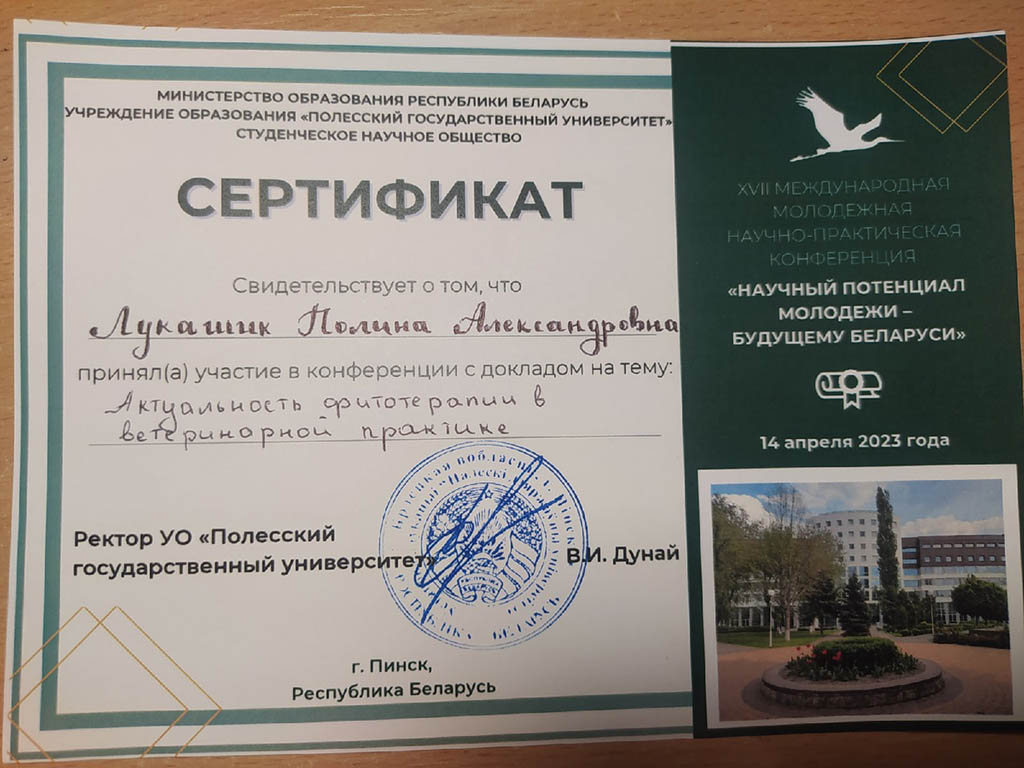 МИНИСТЕРСТВО ОБРАЗОВАНИЯ РЕСПУБЛИКИ БЕЛАРУСЬ
УЧРЕЖДЕНИЕ ОБРАЗОВАНИЯ «ПОЛЕССКИЙ ГОСУДАРСТВЕННЫЙ УНИВЕРСИТЕТ»
СТУДЕНЧЕСКОЕ НАУЧНОЕ ОБЩЕСТВО
СЕРТИФИКАТ
Свидетельствует о том, что
Лукашик Полина Александровна
принял(а) участие в конференции с докладом на тему:
Актуальность фитотерапии в
ветеринарной практике
Ректор УО «Полесский
государственный университет»
В.И. Дунай
РЭСПУБЛІКА БЕЛАРУСЬ
г. Пинск,
Республика Беларусь
XVII МЕЖДУНАРОДНАЯ
МОЛОДЕЖНАЯ
НАУЧНО-ПРАКТИЧЕСКАЯ
КОНФЕРЕНЦИЯ
«НАУЧНЫЙ ПОТЕНЦИАЛ
МОЛОДЕЖИ –
БУДУЩЕМУ БЕЛАРУСИ»
14 апреля 2023 года